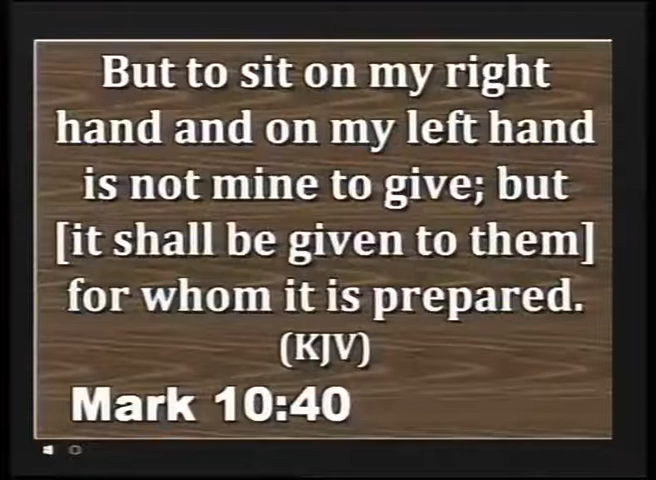 But to sit on my right
hand and on my left hand
is not mine to give; but
[it shall be given to them]
for whom it is prepared.
(KJV)
Mark 10:40